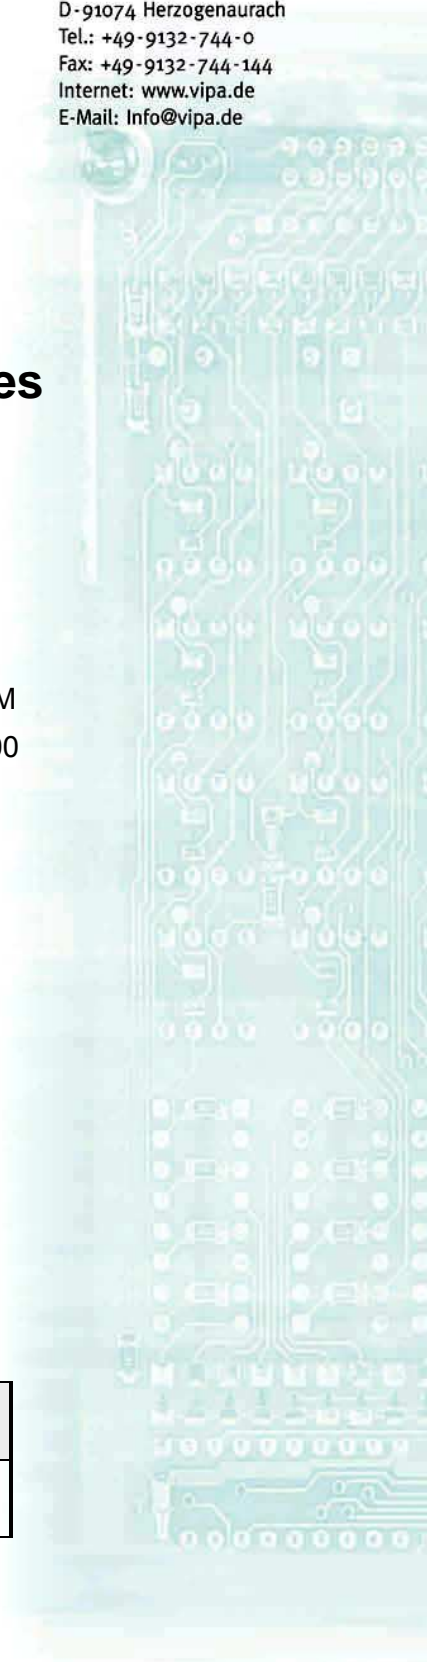 D-91074 Herzogenaurach
Tel.: +49-9132-744-0
Fax: +49-9132-744-144
Internet: www.vipa.de
E-Mail: Info@vipa.de
es
M
00